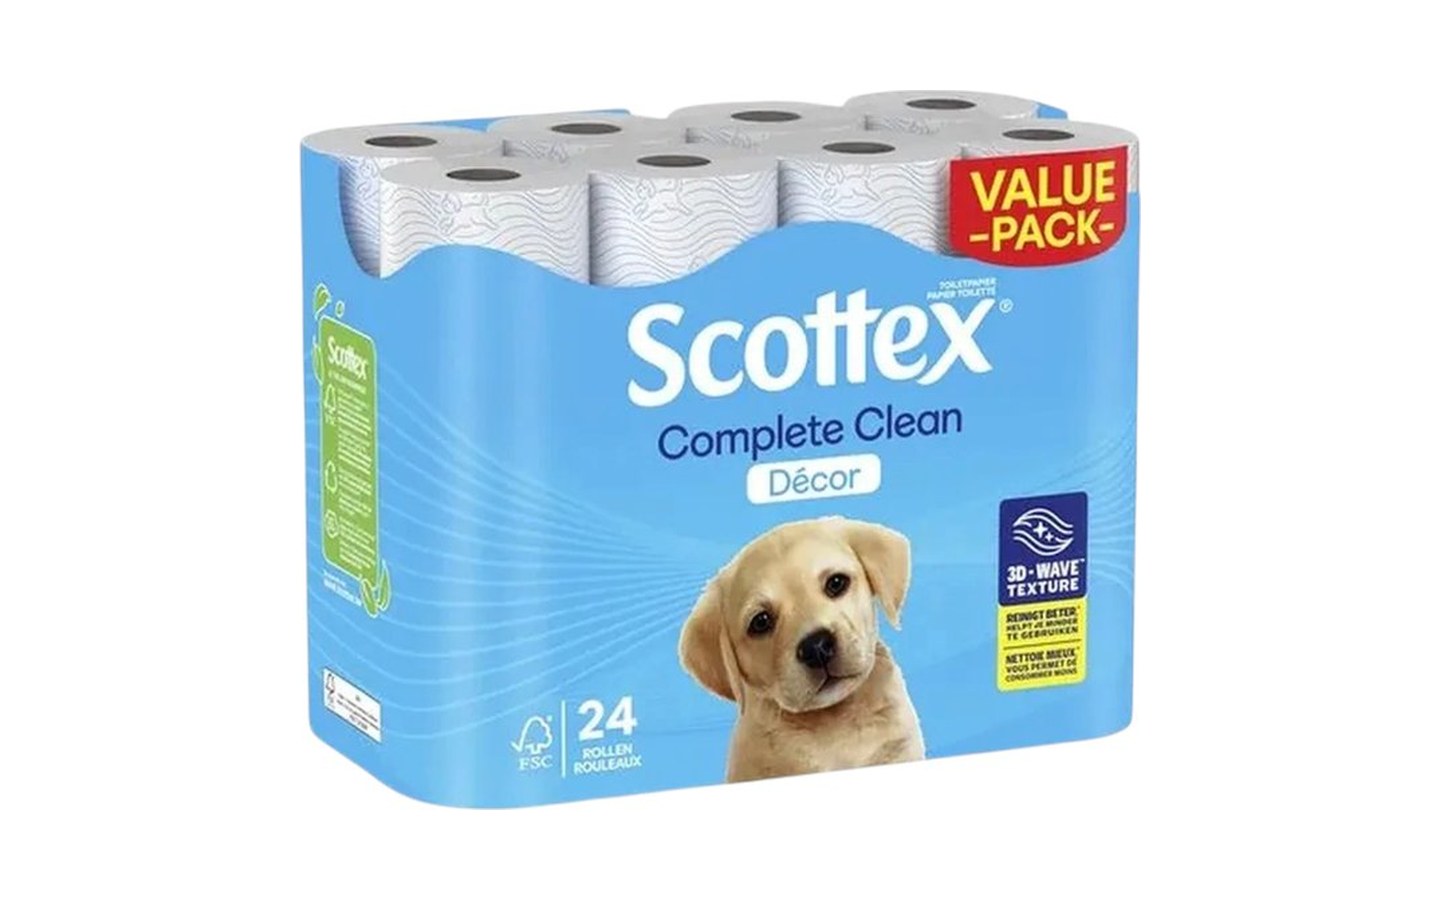 VALUE
-PACK-
TOILETPAPIER
PAPIER TOILETTE
Scottex®
Complete Clean
Décor
3D-WAVE™
TEXTURE
REINIGT BETER,
HELPT JE MINDER
TE GEBRUIKEN
NETTOIE MIEUX,
VOUS PERMET DE
CONSOMMER MOINS
24
ROLLEN
ROULEAUX
FSC
Scottex